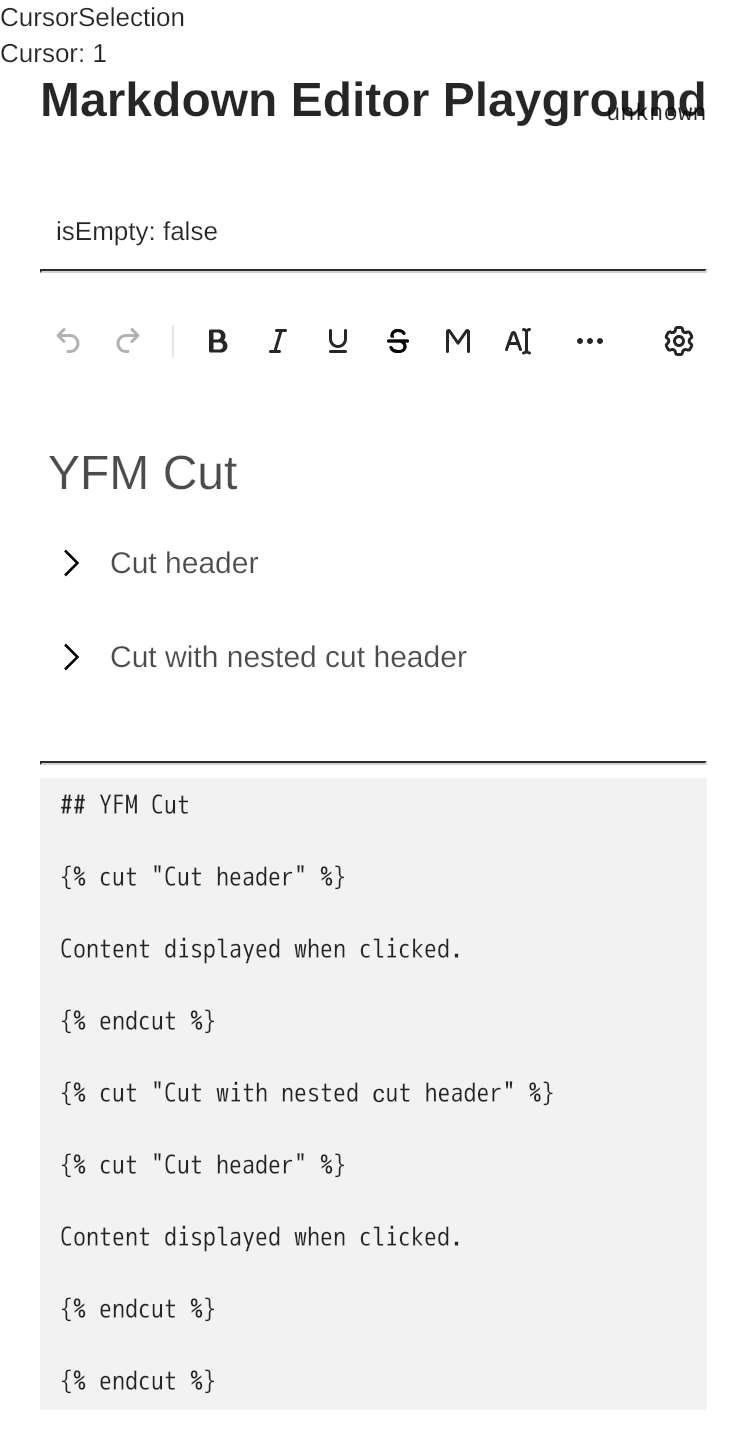 CursorSelection
Cursor: 1
Markdown Editor Playground
unknown
isEmpty: false
B I U S M AI
YFM Cut
Cut header
Cut with nested cut header
## YFM Cut
{% cut "Cut header" %}
Content displayed when clicked.
{% endcut %}
{% cut "Cut with nested cut header" %}
{% cut "Cut header" %}
Content displayed when clicked.
{% endcut %}
{% endcut %}